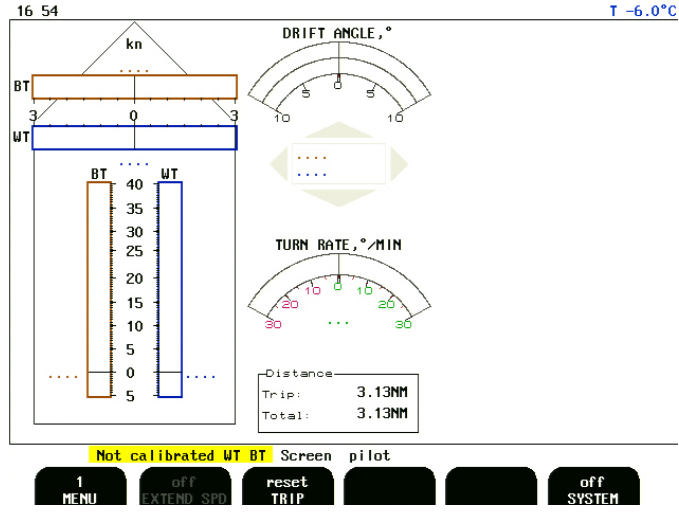 16 54 T -6.0°C
DRIFT ANGLE,°
kn
....
BT
5 0 5
10 10
3 0 3
WT
....
....
....
BT WT
40
35
30
25
20
15
10
5
0
5
.... ....
TURN RATE,°/MIN
30 20 10 0 10 20 30
...
Distance
Trip: 3.13NM
Total: 3.13NM
Not calibrated WT BT Screen pilot
1 off reset off
MENU EXTEND SPD TRIP SYSTEM